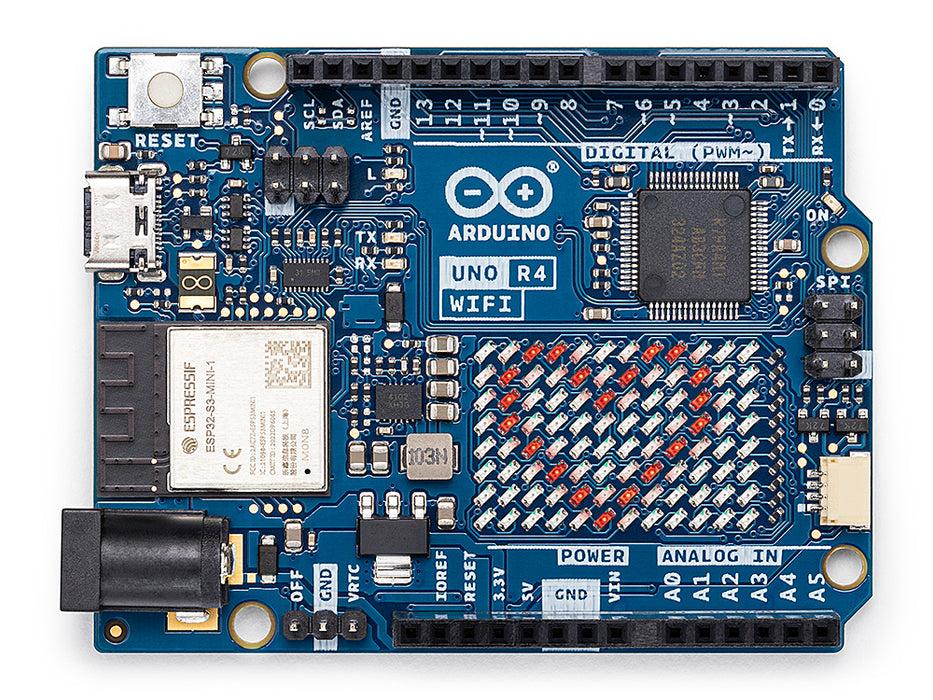 RESET
SCL
SDA
AREF
GND
13
12
~11
~10
~9
8
7
~6
~5
4
~3
2
TX→1
RX←0
DIGITAL (PWM~)
L
®
ARDUINO
TX
RX
ON
UNO R4
WIFI
SPI
ESPRESSIF
ESP32-S3-MINI-1
CE
103N
POWER
ANALOG IN
OFF
GND
VRTC
IOREF
RESET
3.3V
5V
GND
VIN
A0
A1
A2
A3
A4
A5